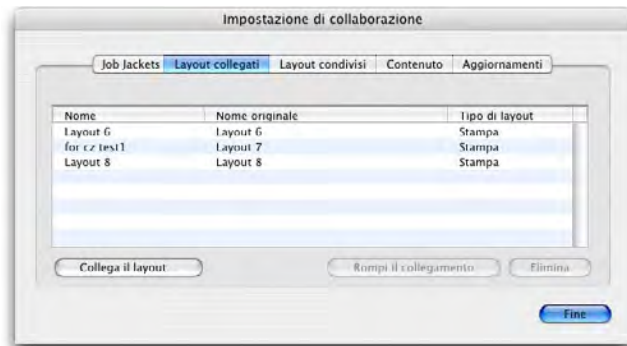 Impostazione di collaborazione
Job Jackets Layout collegati Layout condivisi Contenuto Aggiornamenti
Nome Nome originale Tipo di layout
Layout 6 Layout 6 Stampa
for cz test1 Layout 7 Stampa
Layout 8 Layout 8 Stampa
Collega il layout Rompi il collegamento Elimina
Fine